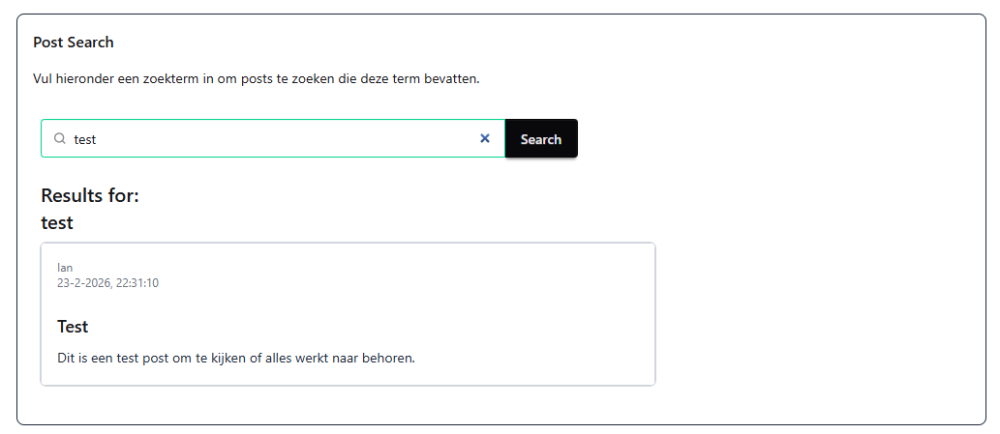 Post Search
Vul hieronder een zoekterm in om posts te zoeken die deze term bevatten.
test
Search
Results for:
test
Ian
23-2-2026, 22:31:10
Test
Dit is een test post om te kijken of alles werkt naar behoren.